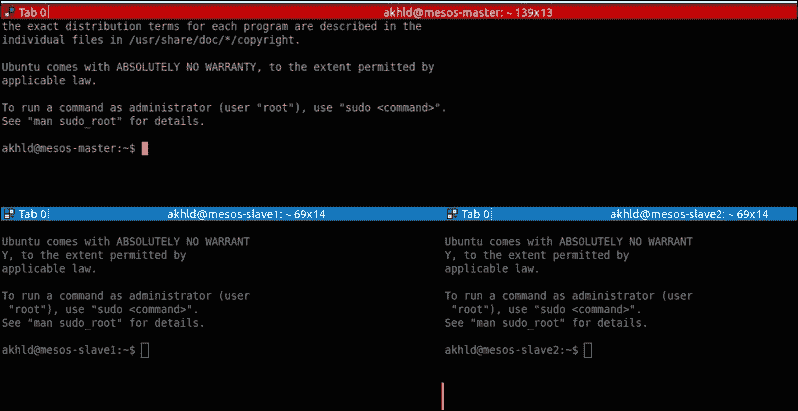 Tab 0 akhld@mesos-master: ~ 139x13
the exact distribution terms for each program are described in the
individual files in /usr/share/doc/*/copyright.
Ubuntu comes with ABSOLUTELY NO WARRANTY, to the extent permitted by
applicable law.
To run a command as administrator (user "root"), use "sudo <command>".
See "man sudo_root" for details.
akhld@mesos-master:~$
Tab 0 akhld@mesos-slave1: ~ 69x14
Ubuntu comes with ABSOLUTELY NO WARRANT
Y, to the extent permitted by
applicable law.
To run a command as administrator (user
"root"), use "sudo <command>".
See "man sudo_root" for details.
akhld@mesos-slave1:~$
Tab 0 akhld@mesos-slave2: ~ 69x14
Ubuntu comes with ABSOLUTELY NO WARRANT
Y, to the extent permitted by
applicable law.
To run a command as administrator (user
"root"), use "sudo <command>".
See "man sudo_root" for details.
akhld@mesos-slave2:~$